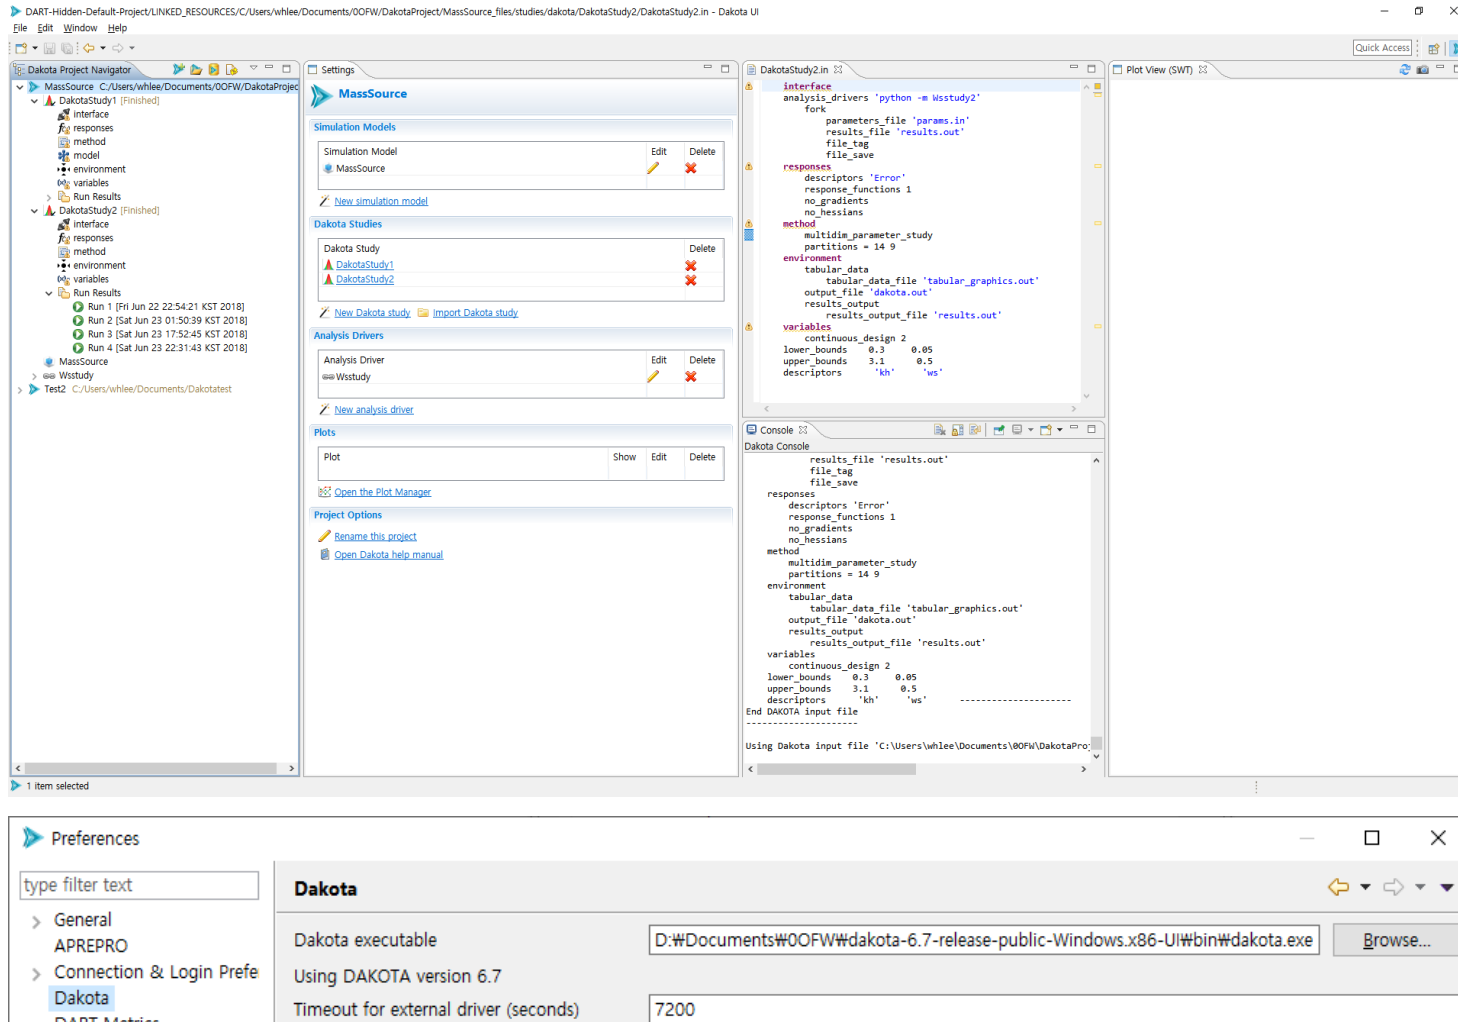 DART-Hidden-Default-Project/LINKED_RESOURCES/C/Users/whlee/Documents/0OFW/DakotaProject/MassSource_files/studies/dakota/DakotaStudy2/DakotaStudy2.in - Dakota UI
File Edit Window Help
Quick Access
Dakota Project Navigator
MassSource C:/Users/whlee/Documents/0OFW/DakotaProjec
DakotaStudy1 [Finished]
interface
responses
method
model
environment
variables
Run Results
DakotaStudy2 [Finished]
interface
responses
method
environment
variables
Run Results
Run 1 [Fri Jun 22 22:54:21 KST 2018]
Run 2 [Sat Jun 23 01:50:39 KST 2018]
Run 3 [Sat Jun 23 17:52:45 KST 2018]
Run 4 [Sat Jun 23 22:31:43 KST 2018]
MassSource
Wsstudy
Test2 C:/Users/whlee/Documents/Dakotatest
Settings
MassSource
Simulation Models
Simulation Model Edit Delete
MassSource
New simulation model
Dakota Studies
Dakota Study Delete
DakotaStudy1
DakotaStudy2
New Dakota study Import Dakota study
Analysis Drivers
Analysis Driver Edit Delete
Wsstudy
New analysis driver
Plots
Plot Show Edit Delete
Open the Plot Manager
Project Options
Rename this project
Open Dakota help manual
DakotaStudy2.in
interface
analysis_drivers 'python -m Wsstudy2'
fork
parameters_file 'params.in'
results_file 'results.out'
file_tag
file_save
responses
descriptors 'Error'
response_functions 1
no_gradients
no_hessians
method
multidim_parameter_study
partitions = 14 9
environment
tabular_data
tabular_data_file 'tabular_graphics.out'
output_file 'dakota.out'
results_output
results_output_file 'results.out'
variables
continuous_design 2
lower_bounds 0.3 0.05
upper_bounds 3.1 0.5
descriptors 'kh' 'ws'
Console
Dakota Console
results_file 'results.out'
file_tag
file_save
responses
descriptors 'Error'
response_functions 1
no_gradients
no_hessians
method
multidim_parameter_study
partitions = 14 9
environment
tabular_data
tabular_data_file 'tabular_graphics.out'
output_file 'dakota.out'
results_output
results_output_file 'results.out'
variables
continuous_design 2
lower_bounds 0.3 0.05
upper_bounds 3.1 0.5
descriptors 'kh' 'ws' ---------------------
End DAKOTA input file
---------------------
Using Dakota input file 'C:\Users\whlee\Documents\0OFW\DakotaPro
Plot View (SWT)
1 item selected
Preferences
type filter text
General
APREPRO
Connection & Login Prefe
Dakota
DART Metrics
Dakota
Dakota executable D:₩Documents₩0OFW₩dakota-6.7-release-public-Windows.x86-UI₩bin₩dakota.exe Browse...
Using DAKOTA version 6.7
Timeout for external driver (seconds) 7200